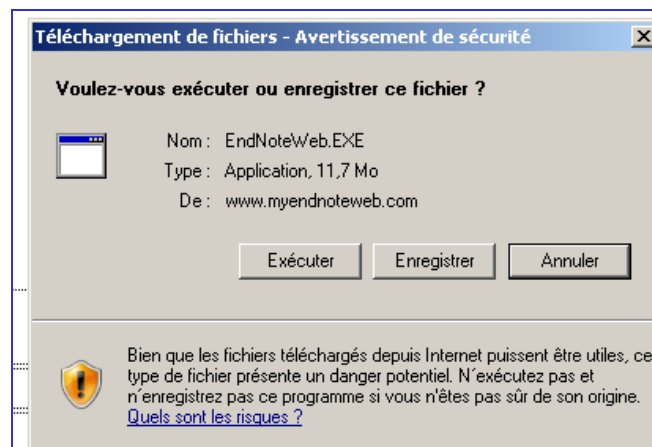 Téléchargement de fichiers - Avertissement de sécurité
Voulez-vous exécuter ou enregistrer ce fichier ?
Nom : EndNoteWeb.EXE
Type : Application, 11,7 Mo
De : www.myendnoteweb.com
Exécuter Enregistrer Annuler
Bien que les fichiers téléchargés depuis Internet puissent être utiles, ce
type de fichier présente un danger potentiel. N´exécutez pas et
n´enregistrez pas ce programme si vous n'êtes pas sûr de son origine.
Quels sont les risques ?